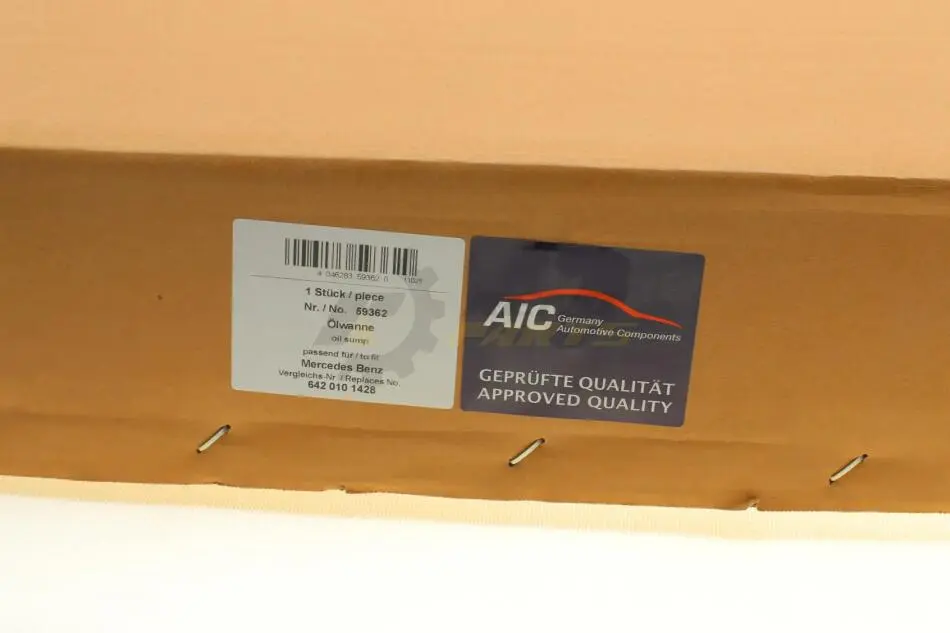 4 046283 59362 0
1 Stück / piece
Nr. / No. 59362
Ölwanne
oil sump
passend für / to fit
Mercedes Benz
Vergleichs-Nr. / Replaces No.
642 010 1428
AIC Germany
Automotive Components
GEPRÜFTE QUALITÄT
APPROVED QUALITY
PARTS